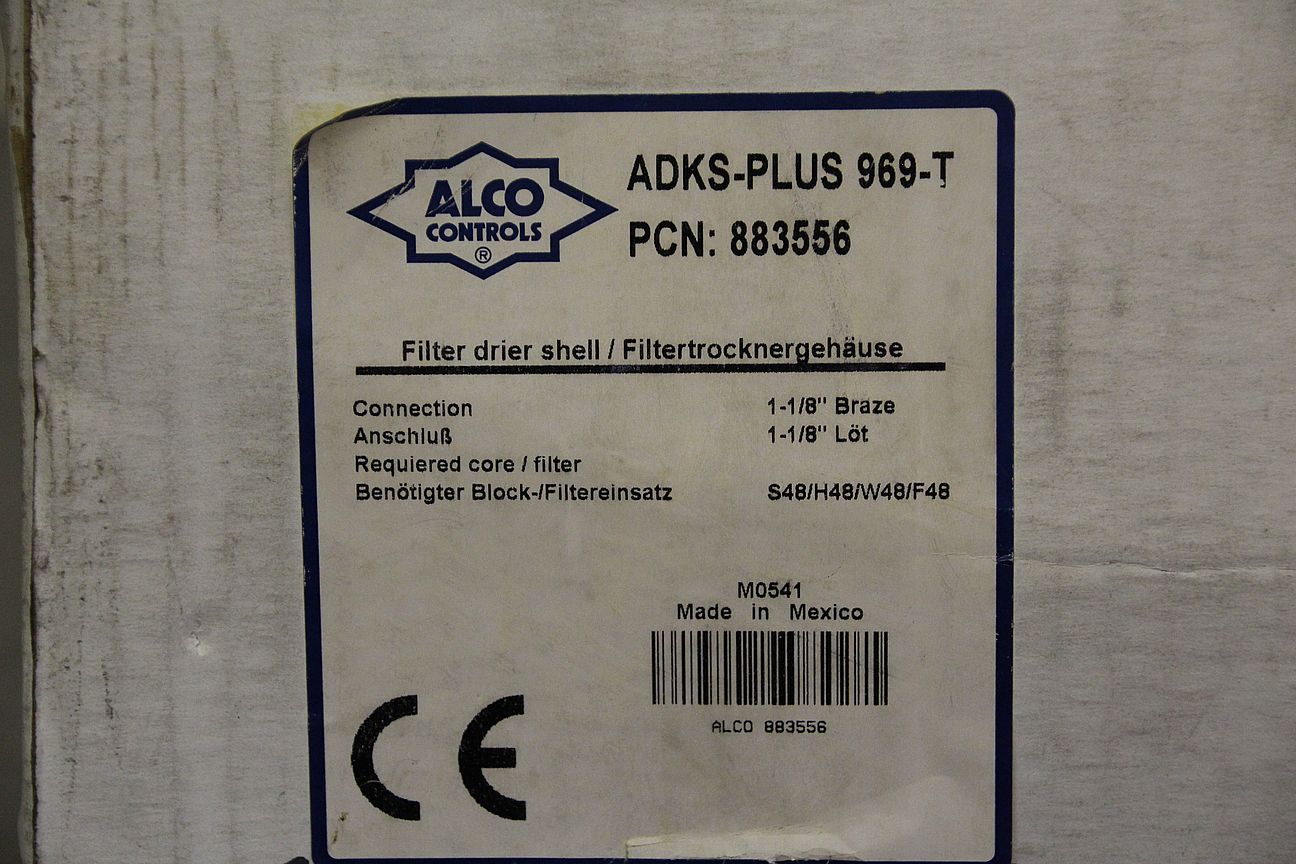 ALCO
CONTROLS
®
ADKS-PLUS 969-T
PCN: 883556
Filter drier shell / Filtertrocknergehäuse
Connection 1-1/8" Braze
Anschluß 1-1/8" Löt
Requiered core / filter
Benötigter Block-/Filtereinsatz S48/H48/W48/F48
M0541
Made in Mexico
ALCO 883556
CE